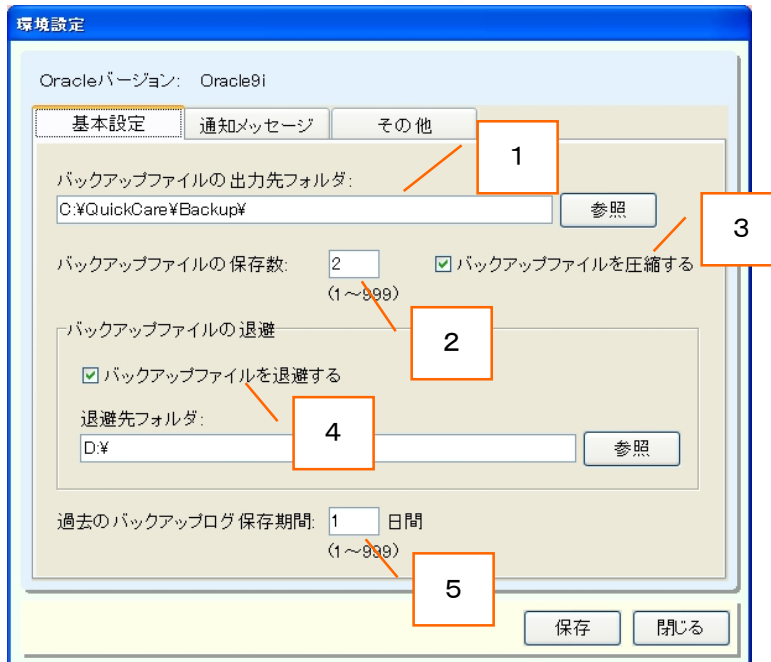 環境設定
Oracleバージョン: Oracle9i
基本設定 通知メッセージ その他
1
バックアップファイルの出力先フォルダ:
C:¥QuickCare¥Backup¥ 参照
3
バックアップファイルの保存数: 2 バックアップファイルを圧縮する
(1～999)
2
バックアップファイルの退避
バックアップファイルを退避する
4
退避先フォルダ:
D:¥ 参照
過去のバックアップログ保存期間: 1 日間
(1～999)
5
保存 閉じる